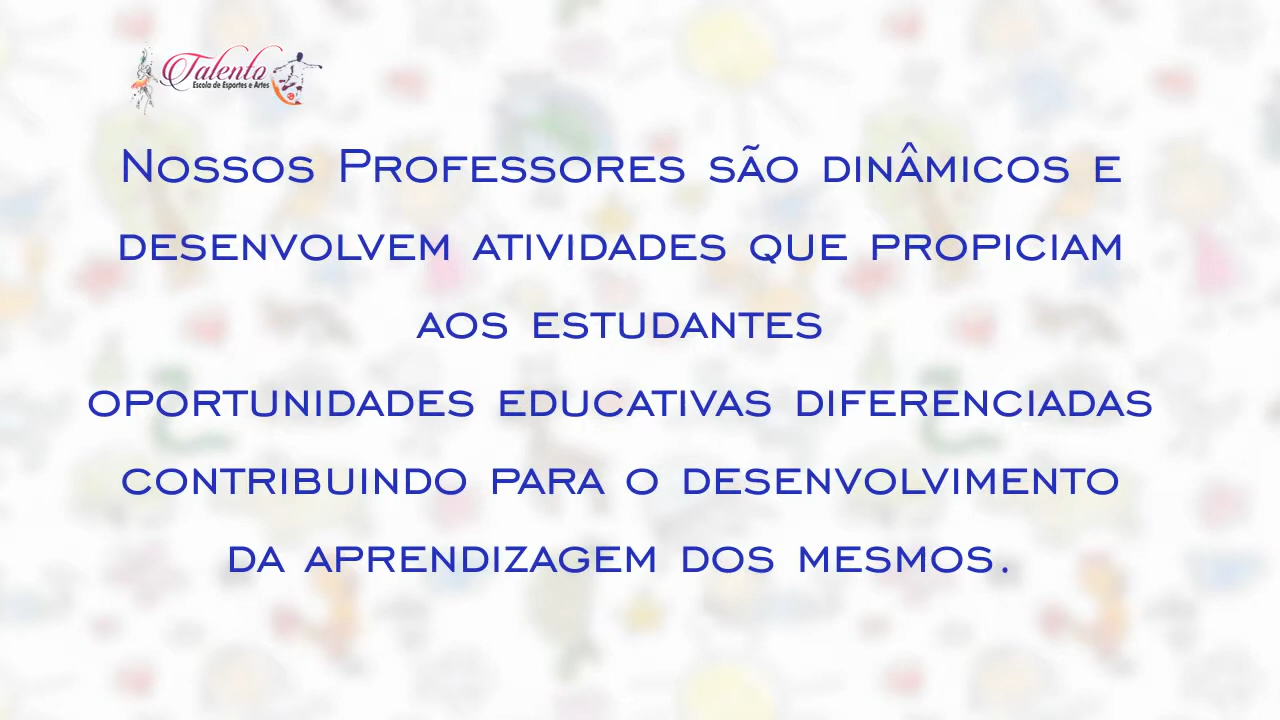 Talento
Escola de Esportes e Artes
Nossos Professores são dinâmicos e
desenvolvem atividades que propiciam
aos estudantes
oportunidades educativas diferenciadas
contribuindo para o desenvolvimento
da aprendizagem dos mesmos.